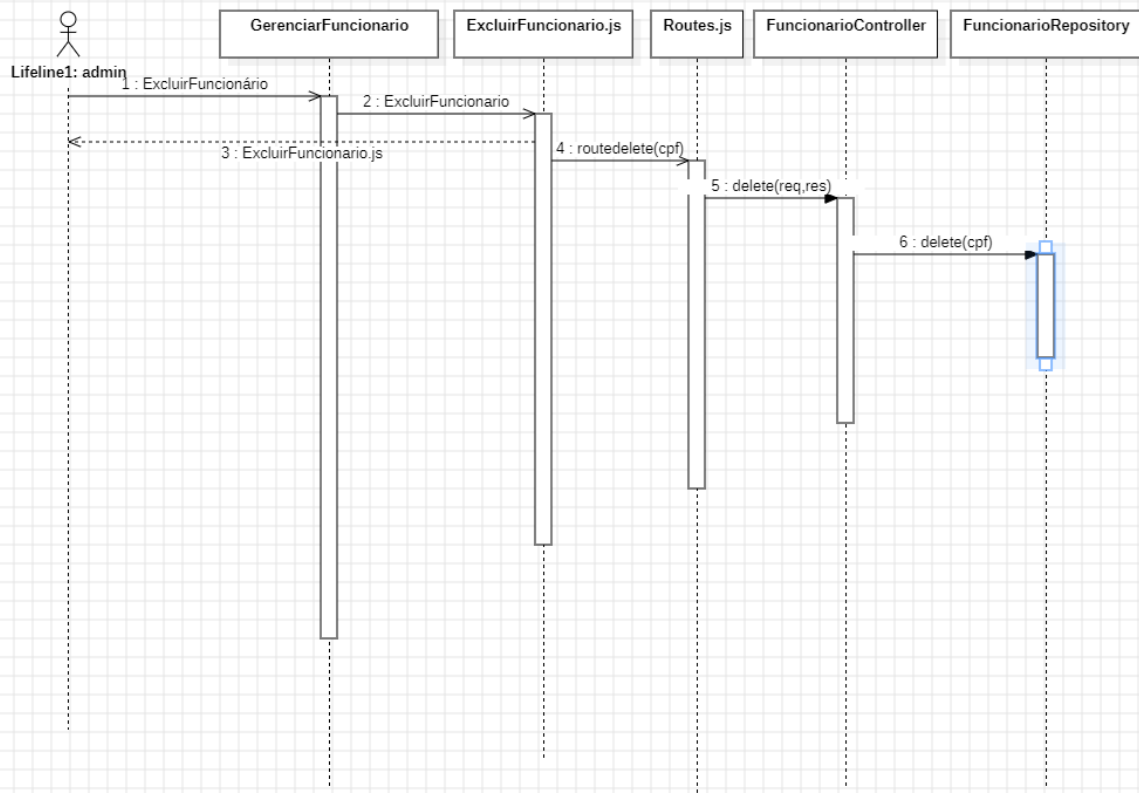 GerenciarFuncionario
ExcluirFuncionario.js
Routes.js
FuncionarioController
FuncionarioRepository
Lifeline1: admin
1 : ExcluirFuncionário
2 : ExcluirFuncionario
3 : ExcluirFuncionario.js
4 : routedelete(cpf)
5 : delete(req,res)
6 : delete(cpf)